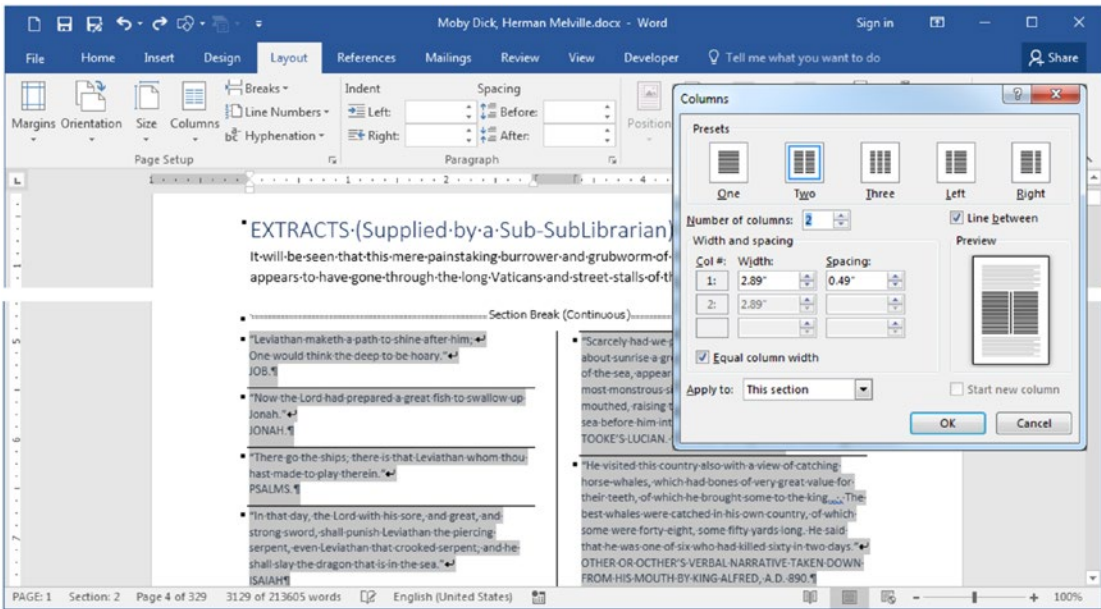 Moby Dick, Herman Melville.docx - Word
Sign in
File Home Insert Design Layout References Mailings Review View Developer Tell me what you want to do Share
Margins Orientation Size Columns
Breaks
Line Numbers
Hyphenation
Page Setup
Indent
Left:
Right:
Spacing
Before:
After:
Paragraph
Position
EXTRACTS·(Supplied·by·a·Sub-SubLibrarian)
It·will·be·seen·that·this·mere·painstaking·burrower·and·grubworm·of·
appears·to·have·gone·through·the·long·Vaticans·and·street-stalls·of·
Section Break (Continuous)
"Leviathan·maketh·a·path·to·shine·after·him;↵
One·would·think·the·deep·to·be·hoary."↵
JOB.¶
"Now·the·Lord·had·prepared·a·great·fish·to·swallow·up·
Jonah."↵
JONAH.¶
"There·go·the·ships;·there·is·that·Leviathan·whom·thou·
hast·made·to·play·therein."↵
PSALMS.¶
"In·that·day,·the·Lord·with·his·sore,·and·great,·and·
strong·sword,·shall·punish·Leviathan·the·piercing·
serpent,·even·Leviathan·that·crooked·serpent;·and·he·
shall·slay·the·dragon·that·is·in·the·sea."↵
ISAIAH¶
"Scarcely·had·we·
about·sunrise·a·
of·the·sea,·appear
most·monstrous·
mouthed,·raising·
sea·before·him·
TOOKE'S·LUCIAN.·
"He·visited·this·country·also·with·a·view·of·catching·
horse-whales,·which·had·bones·of·very·great·value·for·
their·teeth,·of·which·he·brought·some·to·the·king....·The·
best·whales·were·catched·in·his·own·country,·of·which·
some·were·forty-eight,·some·fifty·yards·long.·He·said·
that·he·was·one·of·six·who·had·killed·sixty·in·two·days."↵
OTHER·OR·OCTHER'S·VERBAL·NARRATIVE·TAKEN·DOWN·
FROM·HIS·MOUTH·BY·KING·ALFRED,·A.D.·890.¶
Columns
Presets
One Two Three Left Right
Number of columns: 2
Line between
Width and spacing
Preview
Col #: Width: Spacing:
1: 2.89" 0.49"
2: 2.89"
Equal column width
Apply to: This section
Start new column
OK Cancel
PAGE: 1 Section: 2 Page 4 of 329 3129 of 213605 words English (United States) 100%